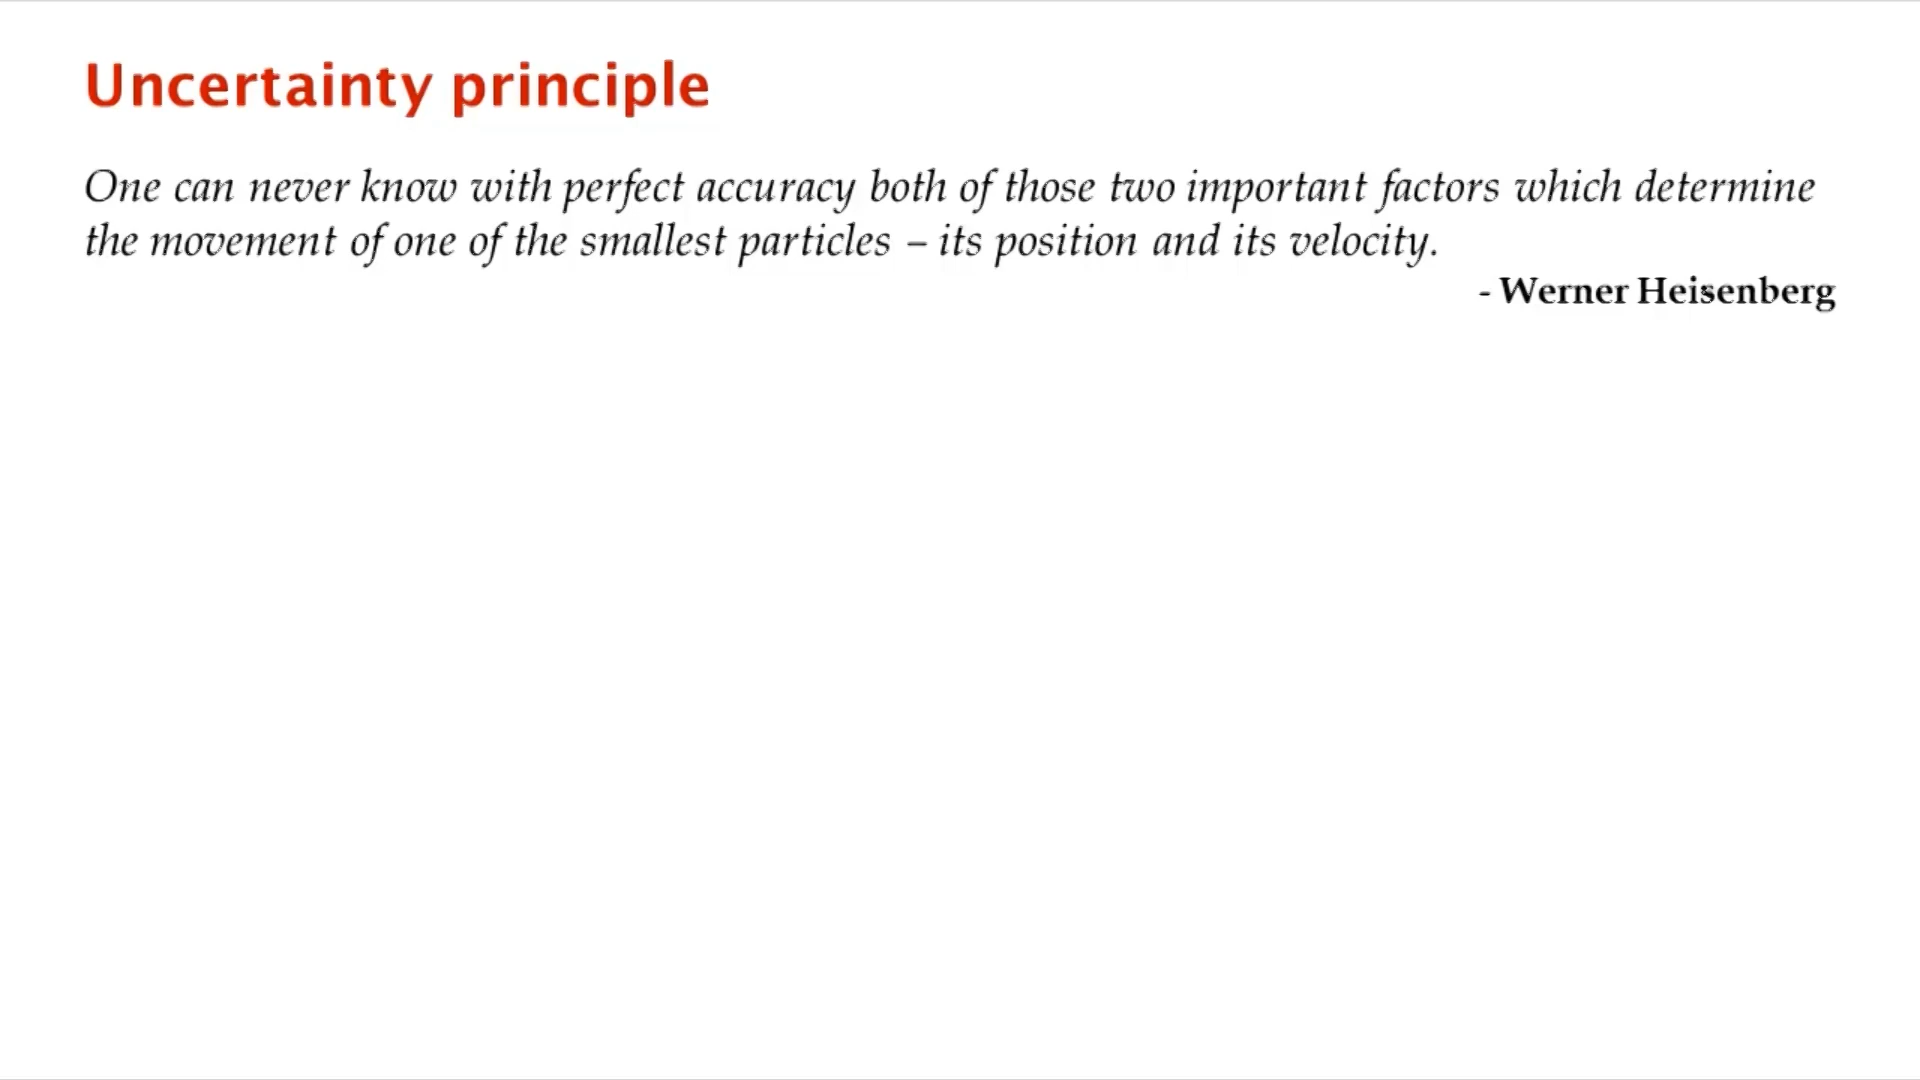 Uncertainty principle
One can never know with perfect accuracy both of those two important factors which determine
the movement of one of the smallest particles – its position and its velocity.
- Werner Heisenberg